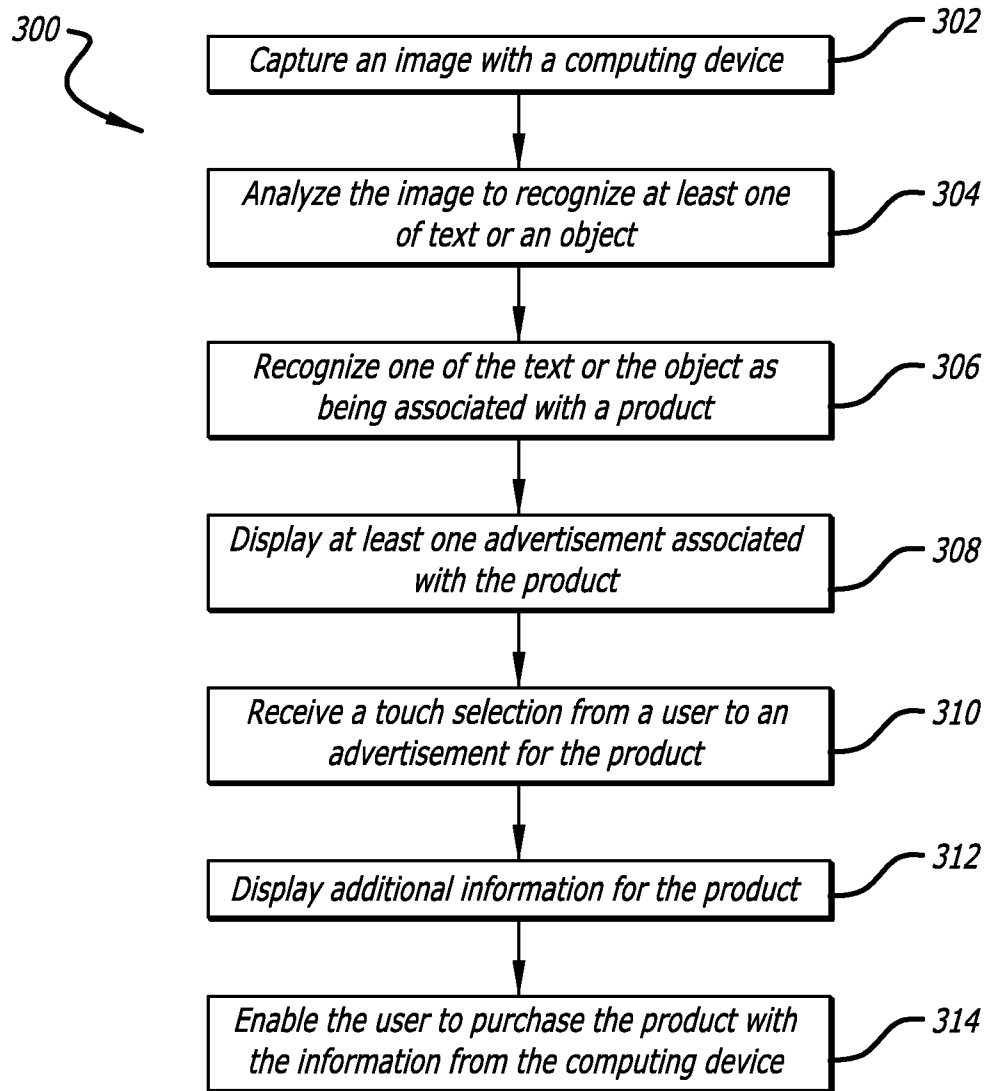 300
302
Capture an image with a computing device
304
Analyze the image to recognize at least one
of text or an object
306
Recognize one of the text or the object as
being associated with a product
308
Display at least one advertisement associated
with the product
310
Receive a touch selection from a user to an
advertisement for the product
312
Display additional information for the product
314
Enable the user to purchase the product with
the information from the computing device